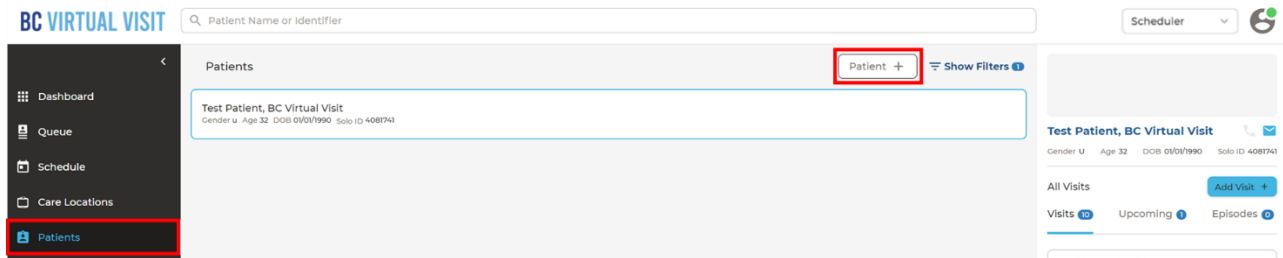 BC VIRTUAL VISIT
Patient Name or Identifier
Scheduler
Dashboard
Queue
Schedule
Care Locations
Patients
Patients
Patient +
Show Filters 1
Test Patient, BC Virtual Visit
Gender u Age 32 DOB 01/01/1990 Solo ID 4081741
Test Patient, BC Virtual Visit
Gender U Age 32 DOB 01/01/1990 Solo ID 4081741
All Visits
Add Visit +
Visits 10 Upcoming 1 Episodes 0